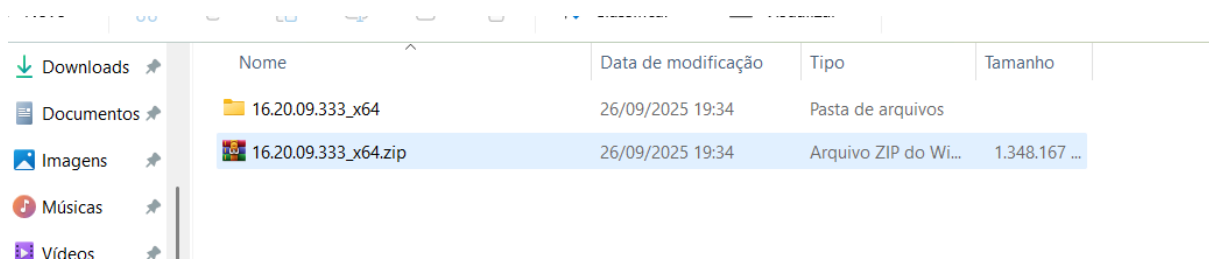 Downloads
Nome
Data de modificação
Tipo
Tamanho
Documentos
16.20.09.333_x64
26/09/2025 19:34
Pasta de arquivos
Imagens
16.20.09.333_x64.zip
26/09/2025 19:34
Arquivo ZIP do Wi...
1.348.167 ...
Músicas
Vídeos